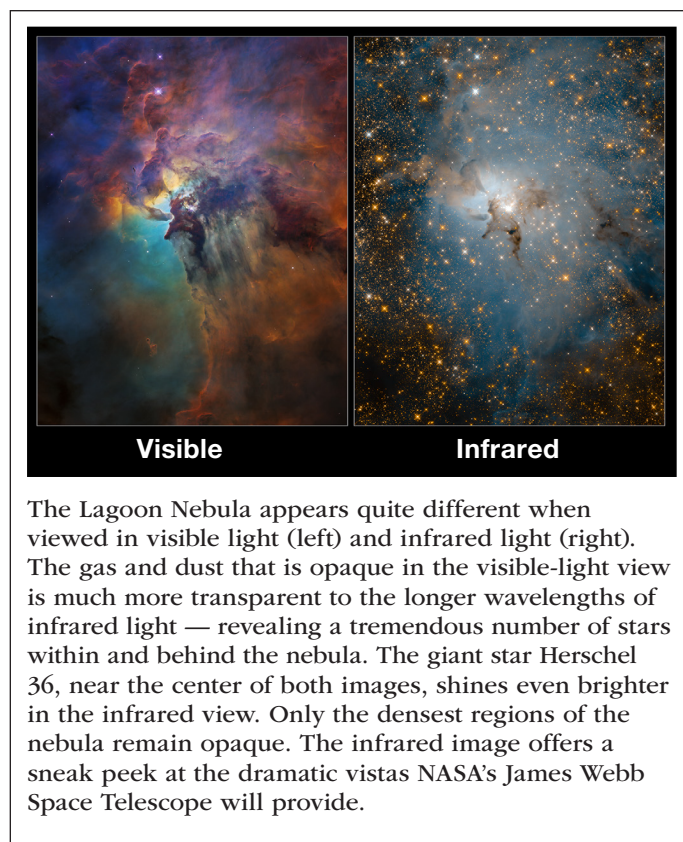 Visible
Infrared
The Lagoon Nebula appears quite different when
viewed in visible light (left) and infrared light (right).
The gas and dust that is opaque in the visible-light view
is much more transparent to the longer wavelengths of
infrared light — revealing a tremendous number of stars
within and behind the nebula. The giant star Herschel
36, near the center of both images, shines even brighter
in the infrared view. Only the densest regions of the
nebula remain opaque. The infrared image offers a
sneak peek at the dramatic vistas NASA’s James Webb
Space Telescope will provide.